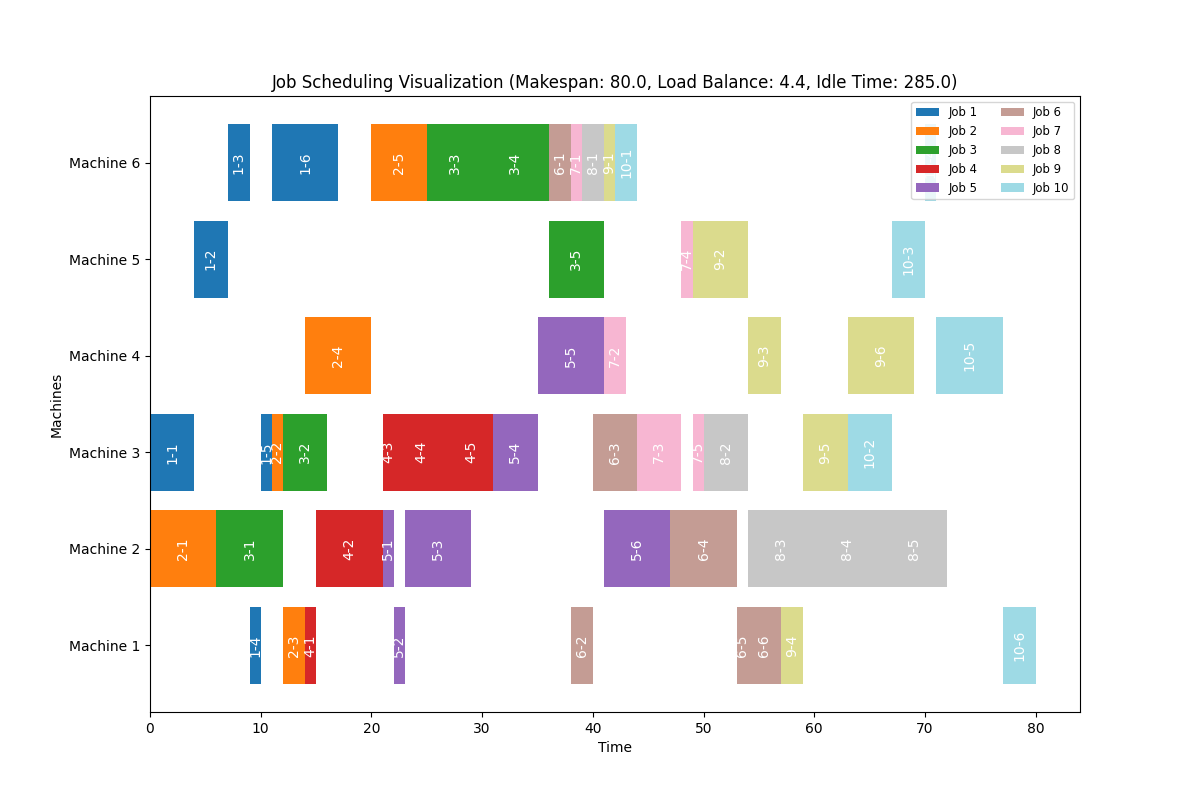 Job Scheduling Visualization (Makespan: 80.0, Load Balance: 4.4, Idle Time: 285.0)
Job 1 Job 6
Job 2 Job 7
Job 3 Job 8
Job 4 Job 9
Job 5 Job 10
Machines
Machine 6
1-3 1-6 2-5 3-3 3-4 6-1 7-1 8-1 9-1 10-1
Machine 5
1-2 3-5 7-4 9-2 10-3
Machine 4
2-4 5-5 7-2 9-3 9-6 10-5
Machine 3
1-1 1-5 2-2 3-2 4-3 4-4 4-5 5-4 6-3 7-3 7-5 8-2 9-5 10-2
Machine 2
2-1 3-1 4-2 5-1 5-3 5-6 6-4 8-3 8-4 8-5
Machine 1
1-4 2-3 4-1 5-2 6-2 6-5 6-6 9-4 10-6
0 10 20 30 40 50 60 70 80
Time